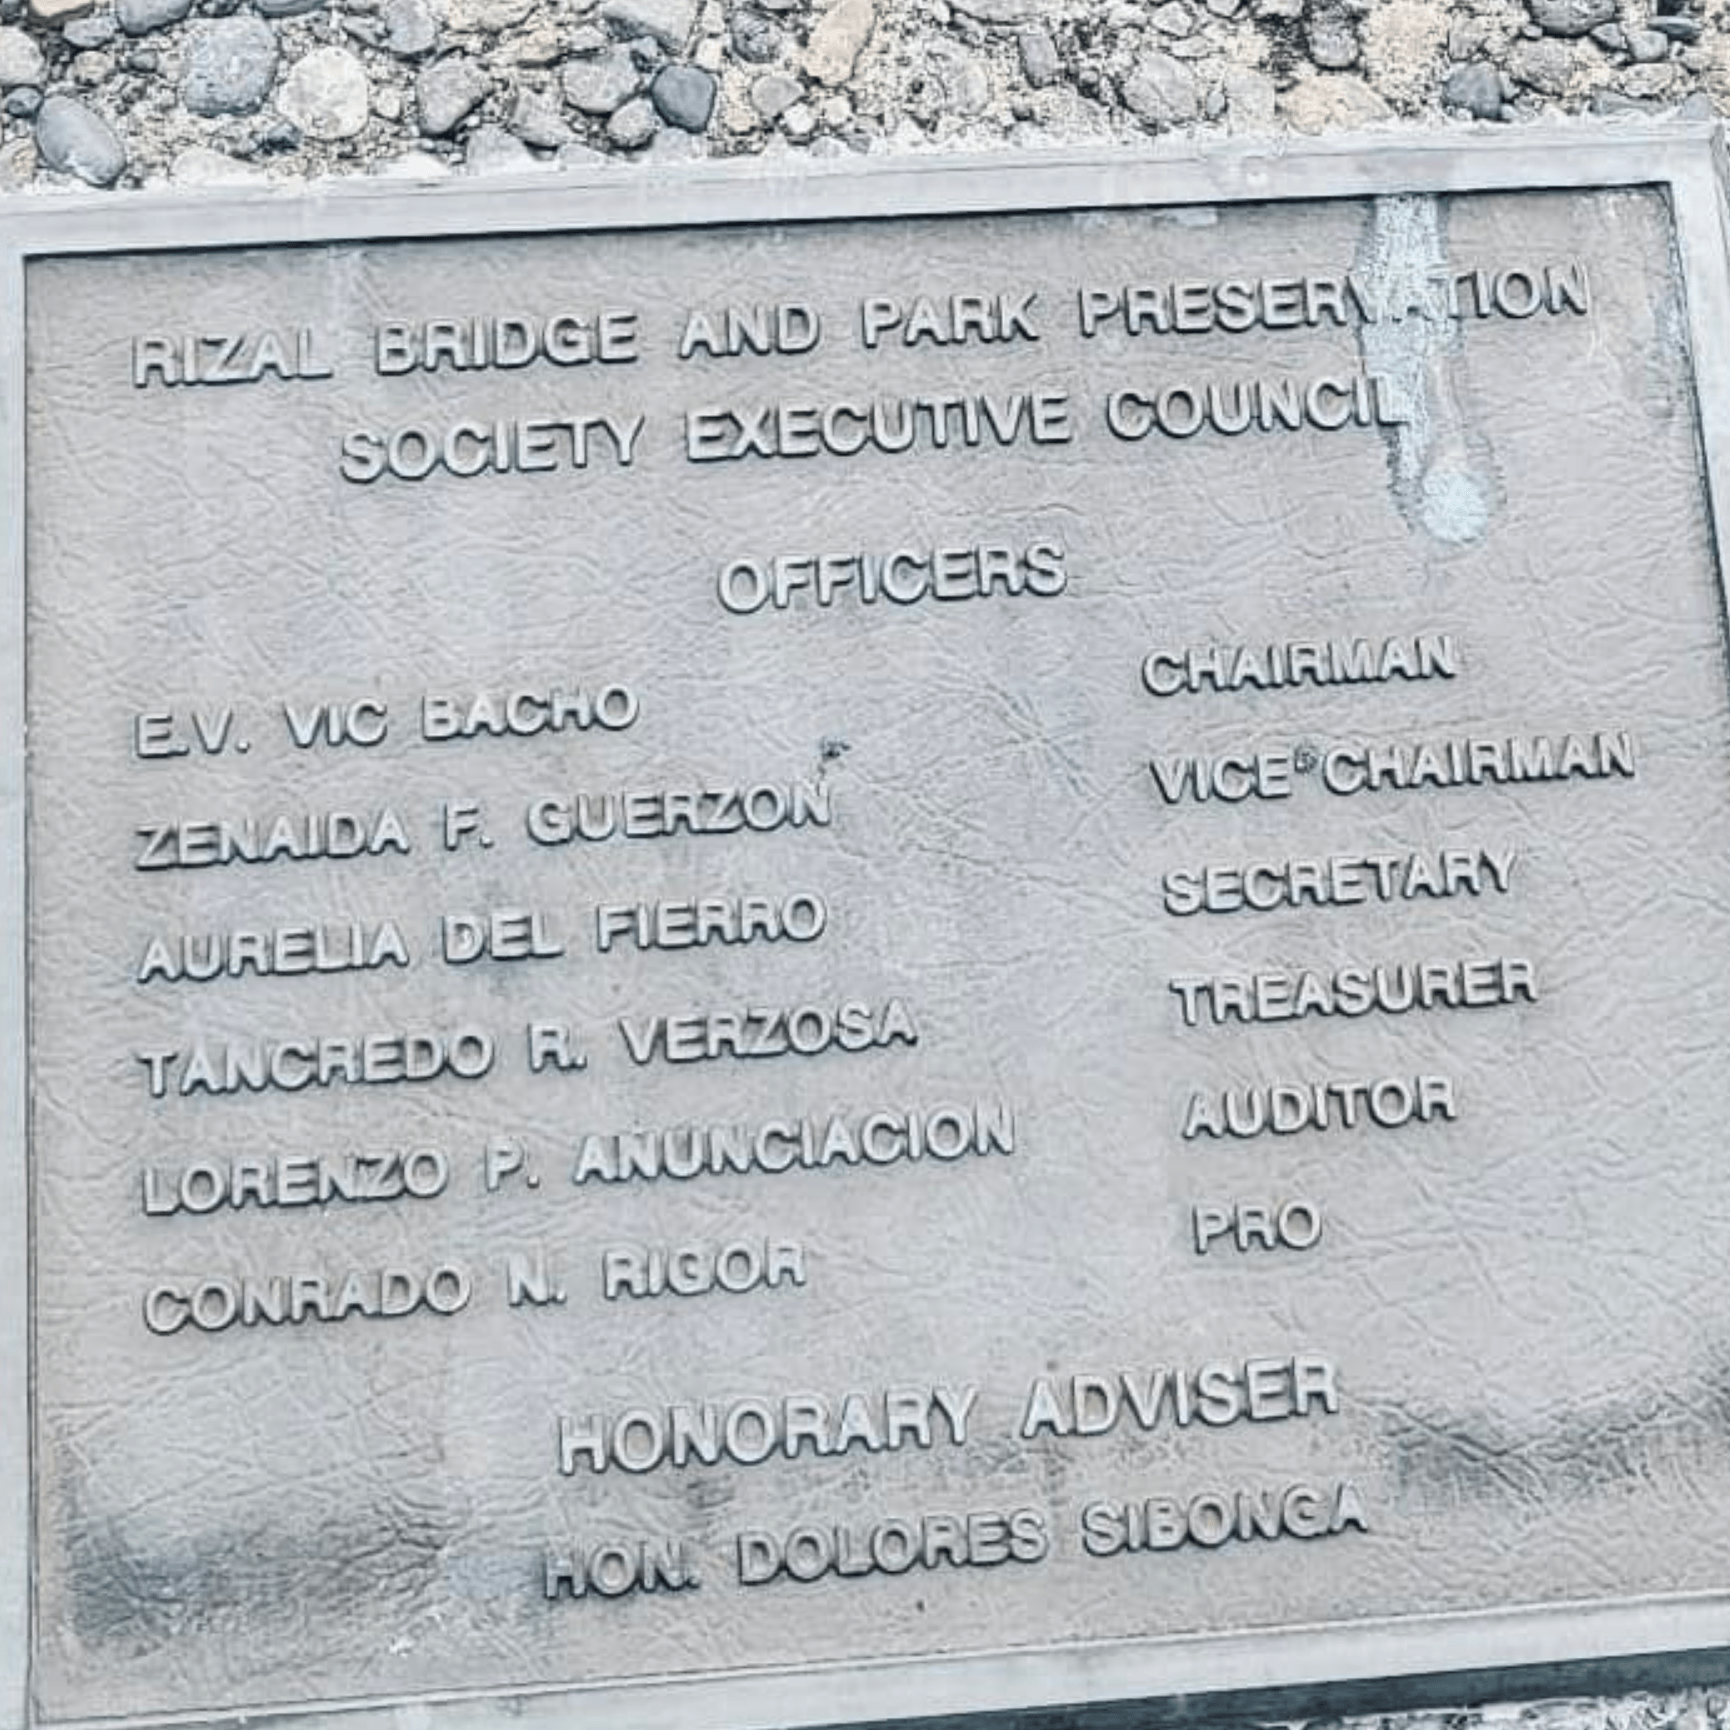 RIZAL BRIDGE AND PARK PRESERVATION
SOCIETY EXECUTIVE COUNCIL
OFFICERS
E.V. VIC BACHO CHAIRMAN
ZENAIDA F. GUERZON VICE CHAIRMAN
AURELIA DEL FIERRO SECRETARY
TANCREDO R. VERZOSA TREASURER
LORENZO P. ANUNCIACION AUDITOR
CONRADO N. RIGOR PRO
HONORARY ADVISER
HON. DOLORES SIBONGA